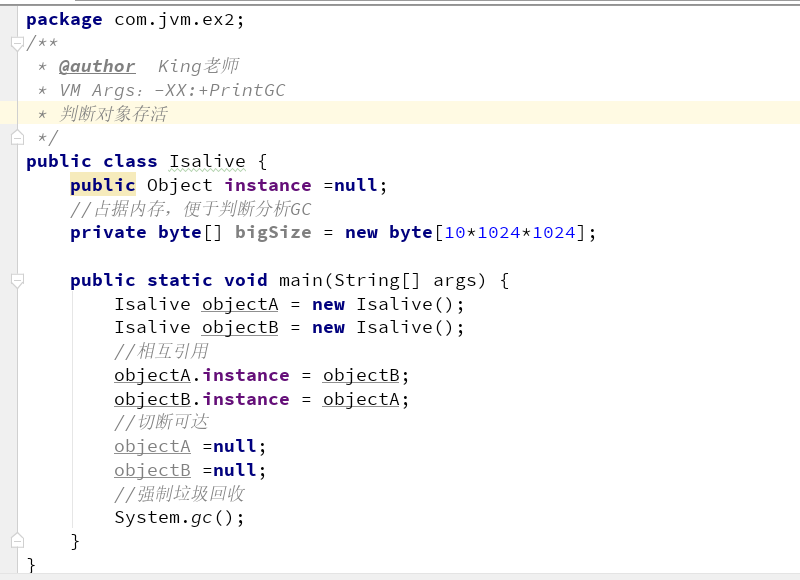 package com.jvm.ex2;
/**
 * @author  King老师
 * VM Args：-XX:+PrintGC
 * 判断对象存活
 */
public class Isalive {
    public Object instance =null;
    //占据内存，便于判断分析GC
    private byte[] bigSize = new byte[10*1024*1024];

    public static void main(String[] args) {
        Isalive objectA = new Isalive();
        Isalive objectB = new Isalive();
        //相互引用
        objectA.instance = objectB;
        objectB.instance = objectA;
        //切断可达
        objectA =null;
        objectB =null;
        //强制垃圾回收
        System.gc();
    }
}